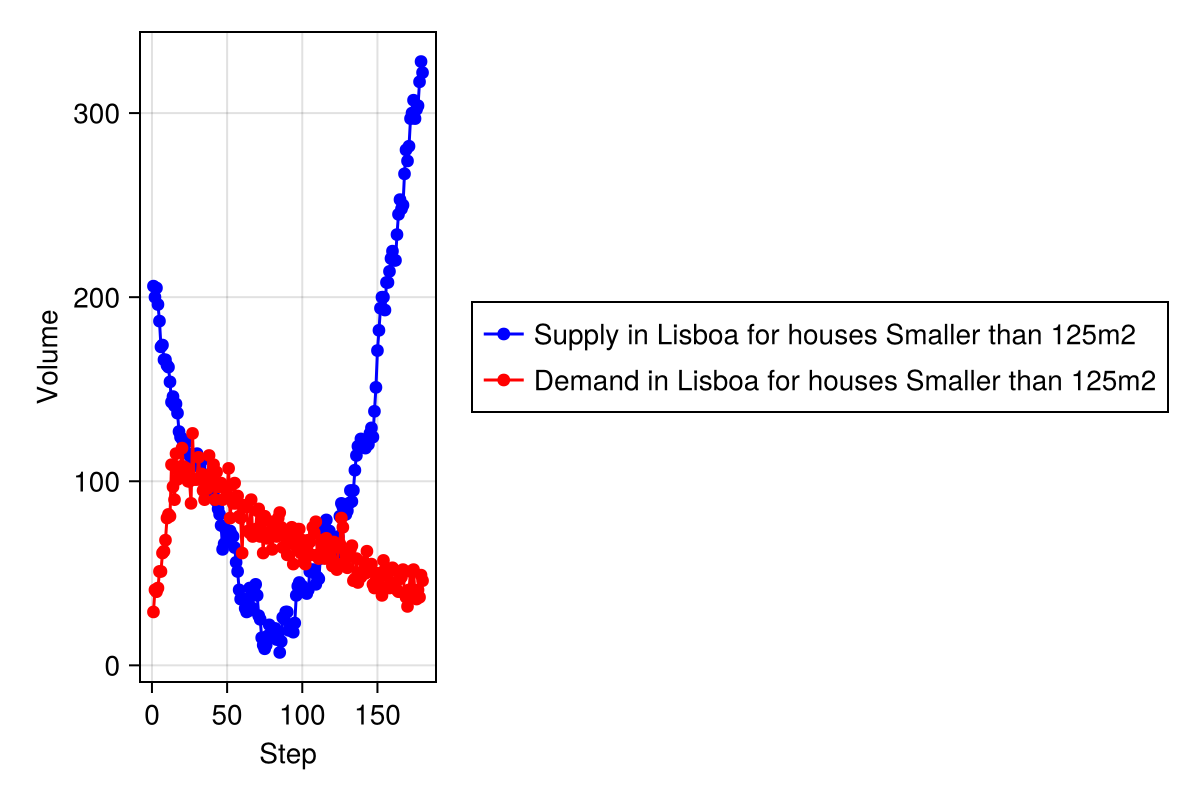 300
200
100
0
Volume
0 50 100 150
Step
Supply in Lisboa for houses Smaller than 125m2
Demand in Lisboa for houses Smaller than 125m2